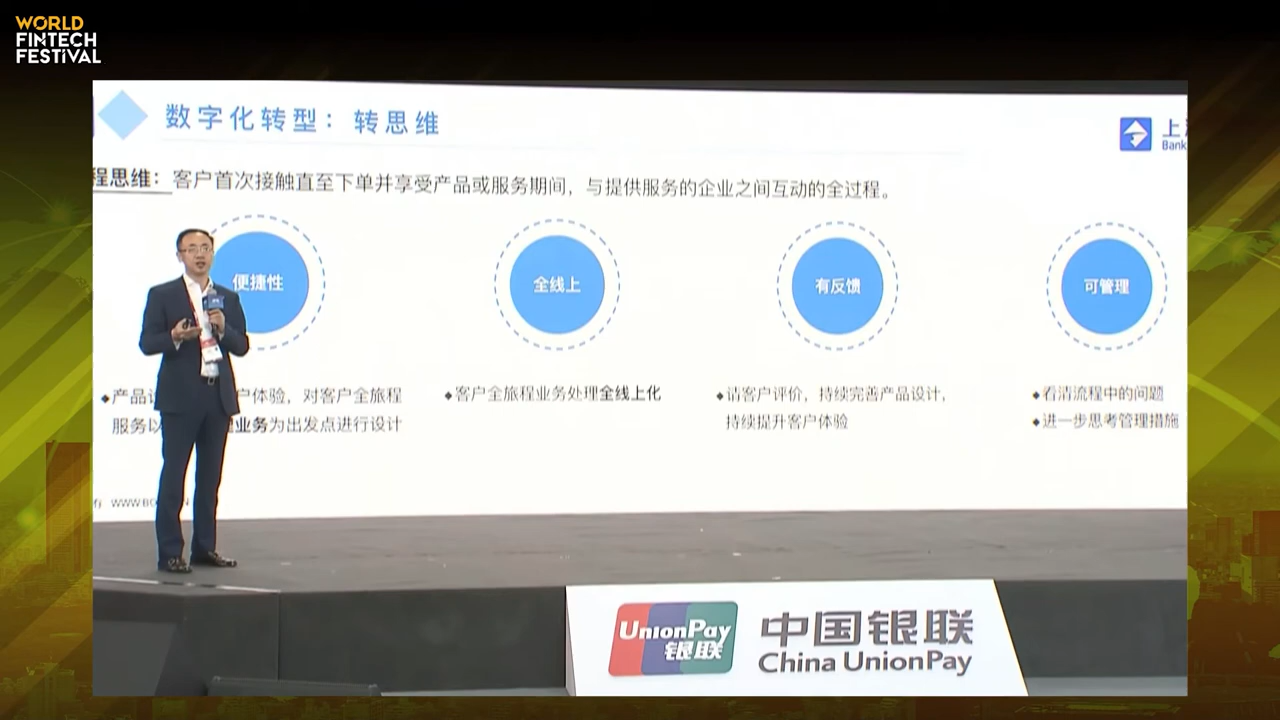 WORLD
FINTECH
FESTIVAL
数字化转型：转思维
上
Bank
程思维：客户首次接触直至下单并享受产品或服务期间，与提供服务的企业之间互动的全过程。
便捷性
全线上
有反馈
可管理
◆产品 户体验，对客户全旅程
服务以 业务为出发点进行设计
◆客户全旅程业务处理全线上化
◆请客户评价，持续完善产品设计，
持续提升客户体验
◆看清流程中的问题
◆进一步思考管理措施
UnionPay
银联
中国银联
China UnionPay